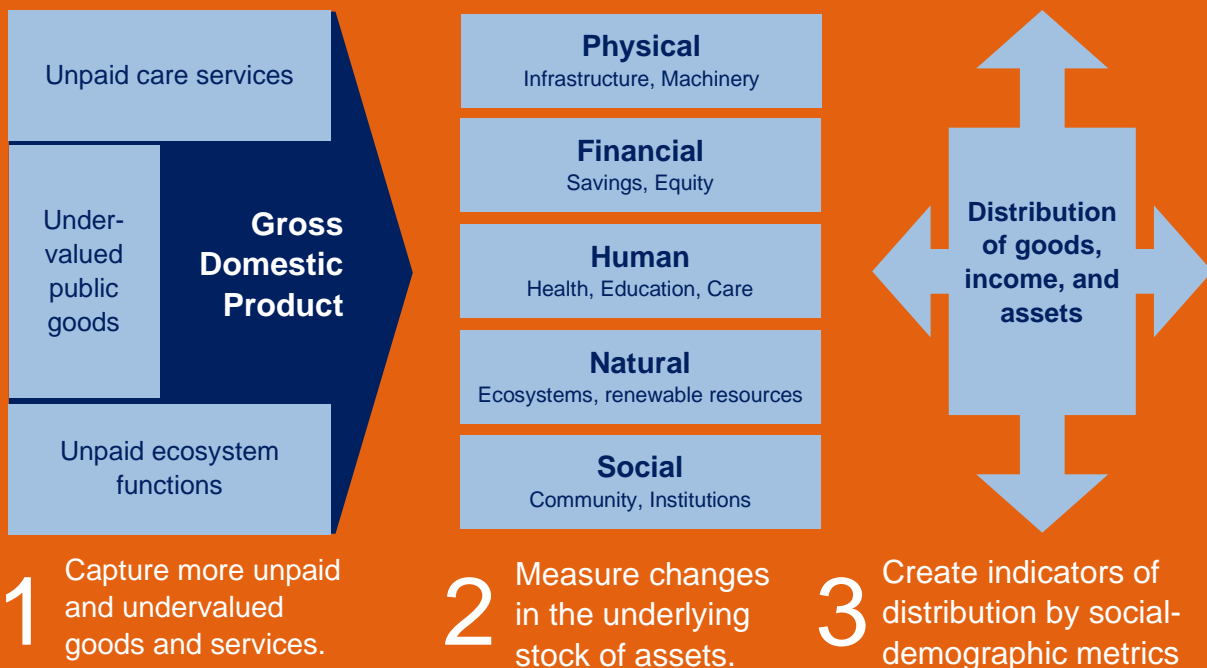 Unpaid care services
Under-
valued
public
goods
Gross
Domestic
Product
Unpaid ecosystem
functions
Physical
Infrastructure, Machinery
Financial
Savings, Equity
Human
Health, Education, Care
Natural
Ecosystems, renewable resources
Social
Community, Institutions
Distribution
of goods,
income, and
assets
1
Capture more unpaid
and undervalued
goods and services.
2
Measure changes
in the underlying
stock of assets.
3
Create indicators of
distribution by social-
demographic metrics